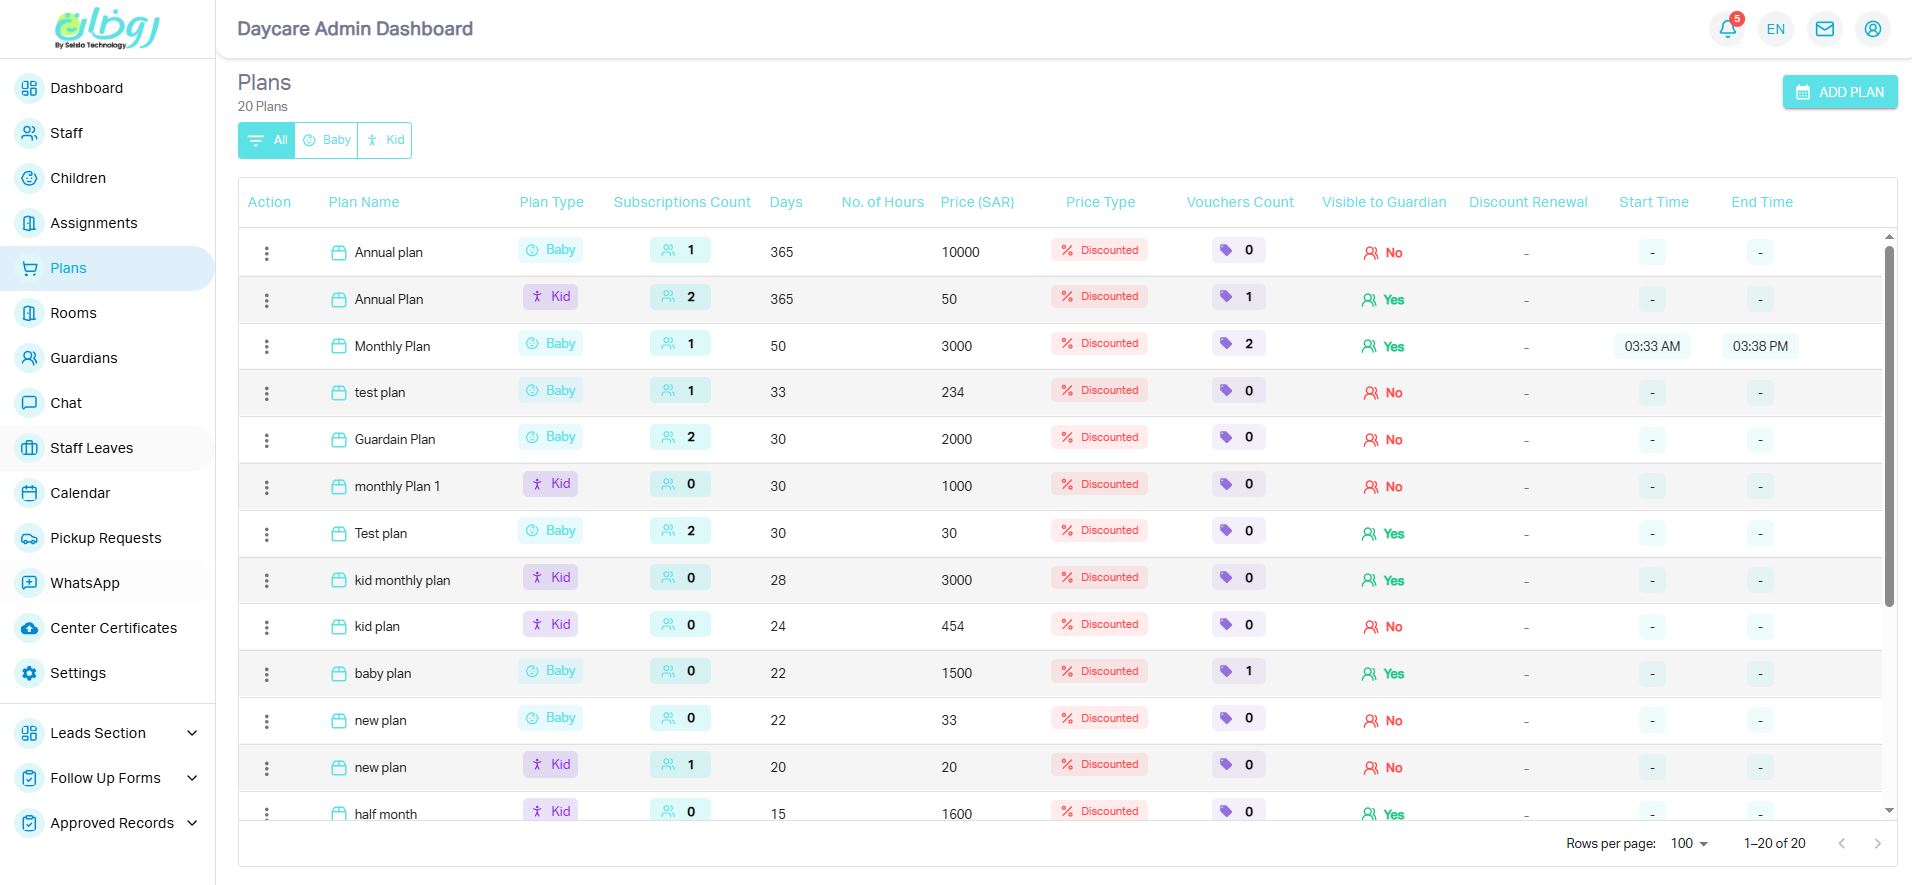 روضتك
By Selsla Technology
Daycare Admin Dashboard
5
EN
Dashboard
Staff
Children
Assignments
Plans
Rooms
Guardians
Chat
Staff Leaves
Calendar
Pickup Requests
WhatsApp
Center Certificates
Settings
Leads Section
Follow Up Forms
Approved Records
Plans
20 Plans
ADD PLAN
All Baby Kid
Action Plan Name Plan Type Subscriptions Count Days No. of Hours Price (SAR) Price Type Vouchers Count Visible to Guardian Discount Renewal Start Time End Time
Annual plan Baby 1 365 10000 Discounted 0 No - - -
Annual Plan Kid 2 365 50 Discounted 1 Yes - - -
Monthly Plan Baby 1 50 3000 Discounted 2 Yes - 03:33 AM 03:38 PM
test plan Baby 1 33 234 Discounted 0 No - - -
Guardain Plan Baby 2 30 2000 Discounted 0 No - - -
monthly Plan 1 Kid 0 30 1000 Discounted 0 No - - -
Test plan Baby 2 30 30 Discounted 0 Yes - - -
kid monthly plan Kid 0 28 3000 Discounted 0 Yes - - -
kid plan Kid 0 24 454 Discounted 0 No - - -
baby plan Baby 0 22 1500 Discounted 1 Yes - - -
new plan Baby 0 22 33 Discounted 0 No - - -
new plan Kid 1 20 20 Discounted 0 No - - -
half month Kid 0 15 1600 Discounted 0 Yes - - -
Rows per page: 100 1–20 of 20